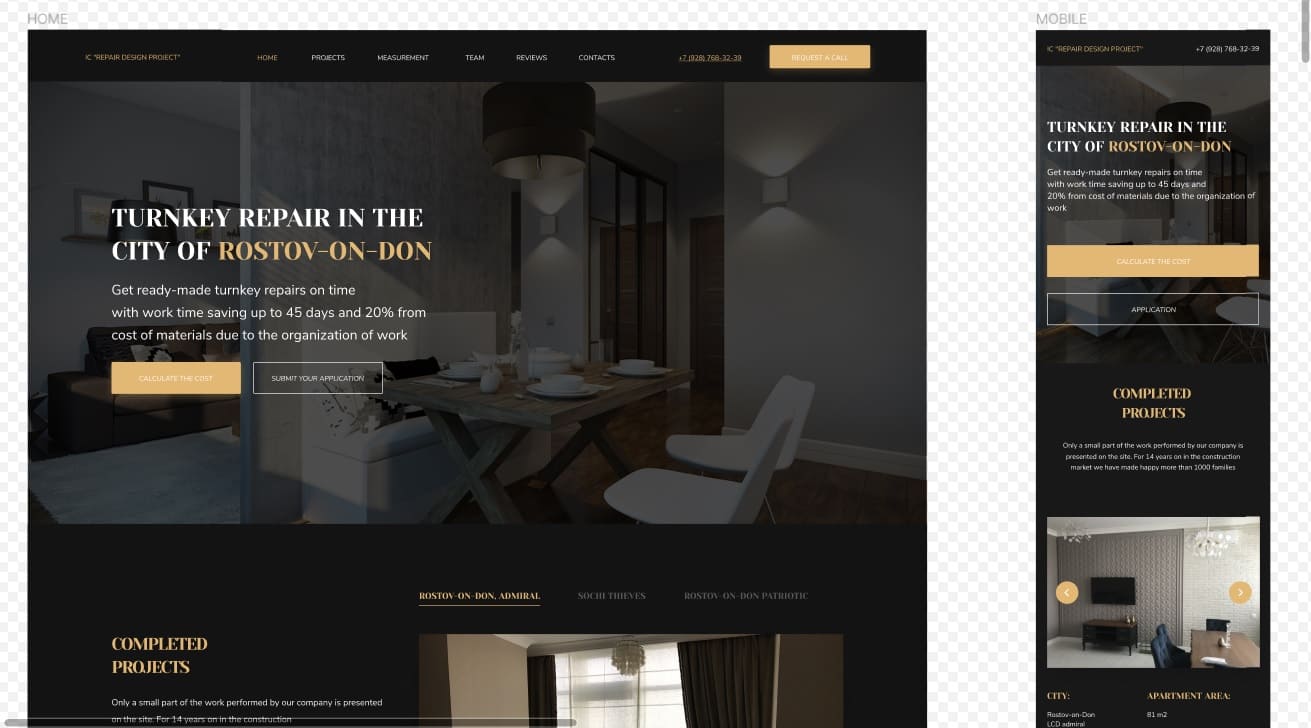 HOME
IC "REPAIR DESIGN PROJECT"
HOME
PROJECTS
MEASUREMENT
TEAM
REVIEWS
CONTACTS
+7 (928) 768-32-39
REQUEST A CALL
TURNKEY REPAIR IN THE
CITY OF ROSTOV-ON-DON
Get ready-made turnkey repairs on time
with work time saving up to 45 days and 20% from
cost of materials due to the organization of work
CALCULATE THE COST
SUBMIT YOUR APPLICATION
ROSTOV-ON-DON, ADMIRAL
SOCHI THIEVES
ROSTOV-ON-DON PATRIOTIC
COMPLETED
PROJECTS
Only a small part of the work performed by our company is presented
on the site. For 14 years on in the construction
MOBILE
IC "REPAIR DESIGN PROJECT"
+7 (928) 768-32-39
TURNKEY REPAIR IN THE
CITY OF ROSTOV-ON-DON
Get ready-made turnkey repairs on time
with work time saving up to 45 days and
20% from cost of materials due to the organization of
work
CALCULATE THE COST
APPLICATION
COMPLETED
PROJECTS
Only a small part of the work performed by our company is
presented on the site. For 14 years on in the construction
market we have made happy more than 1000 families
CITY:
Rostov-on-Don
LCD admiral
APARTMENT AREA:
81 m2